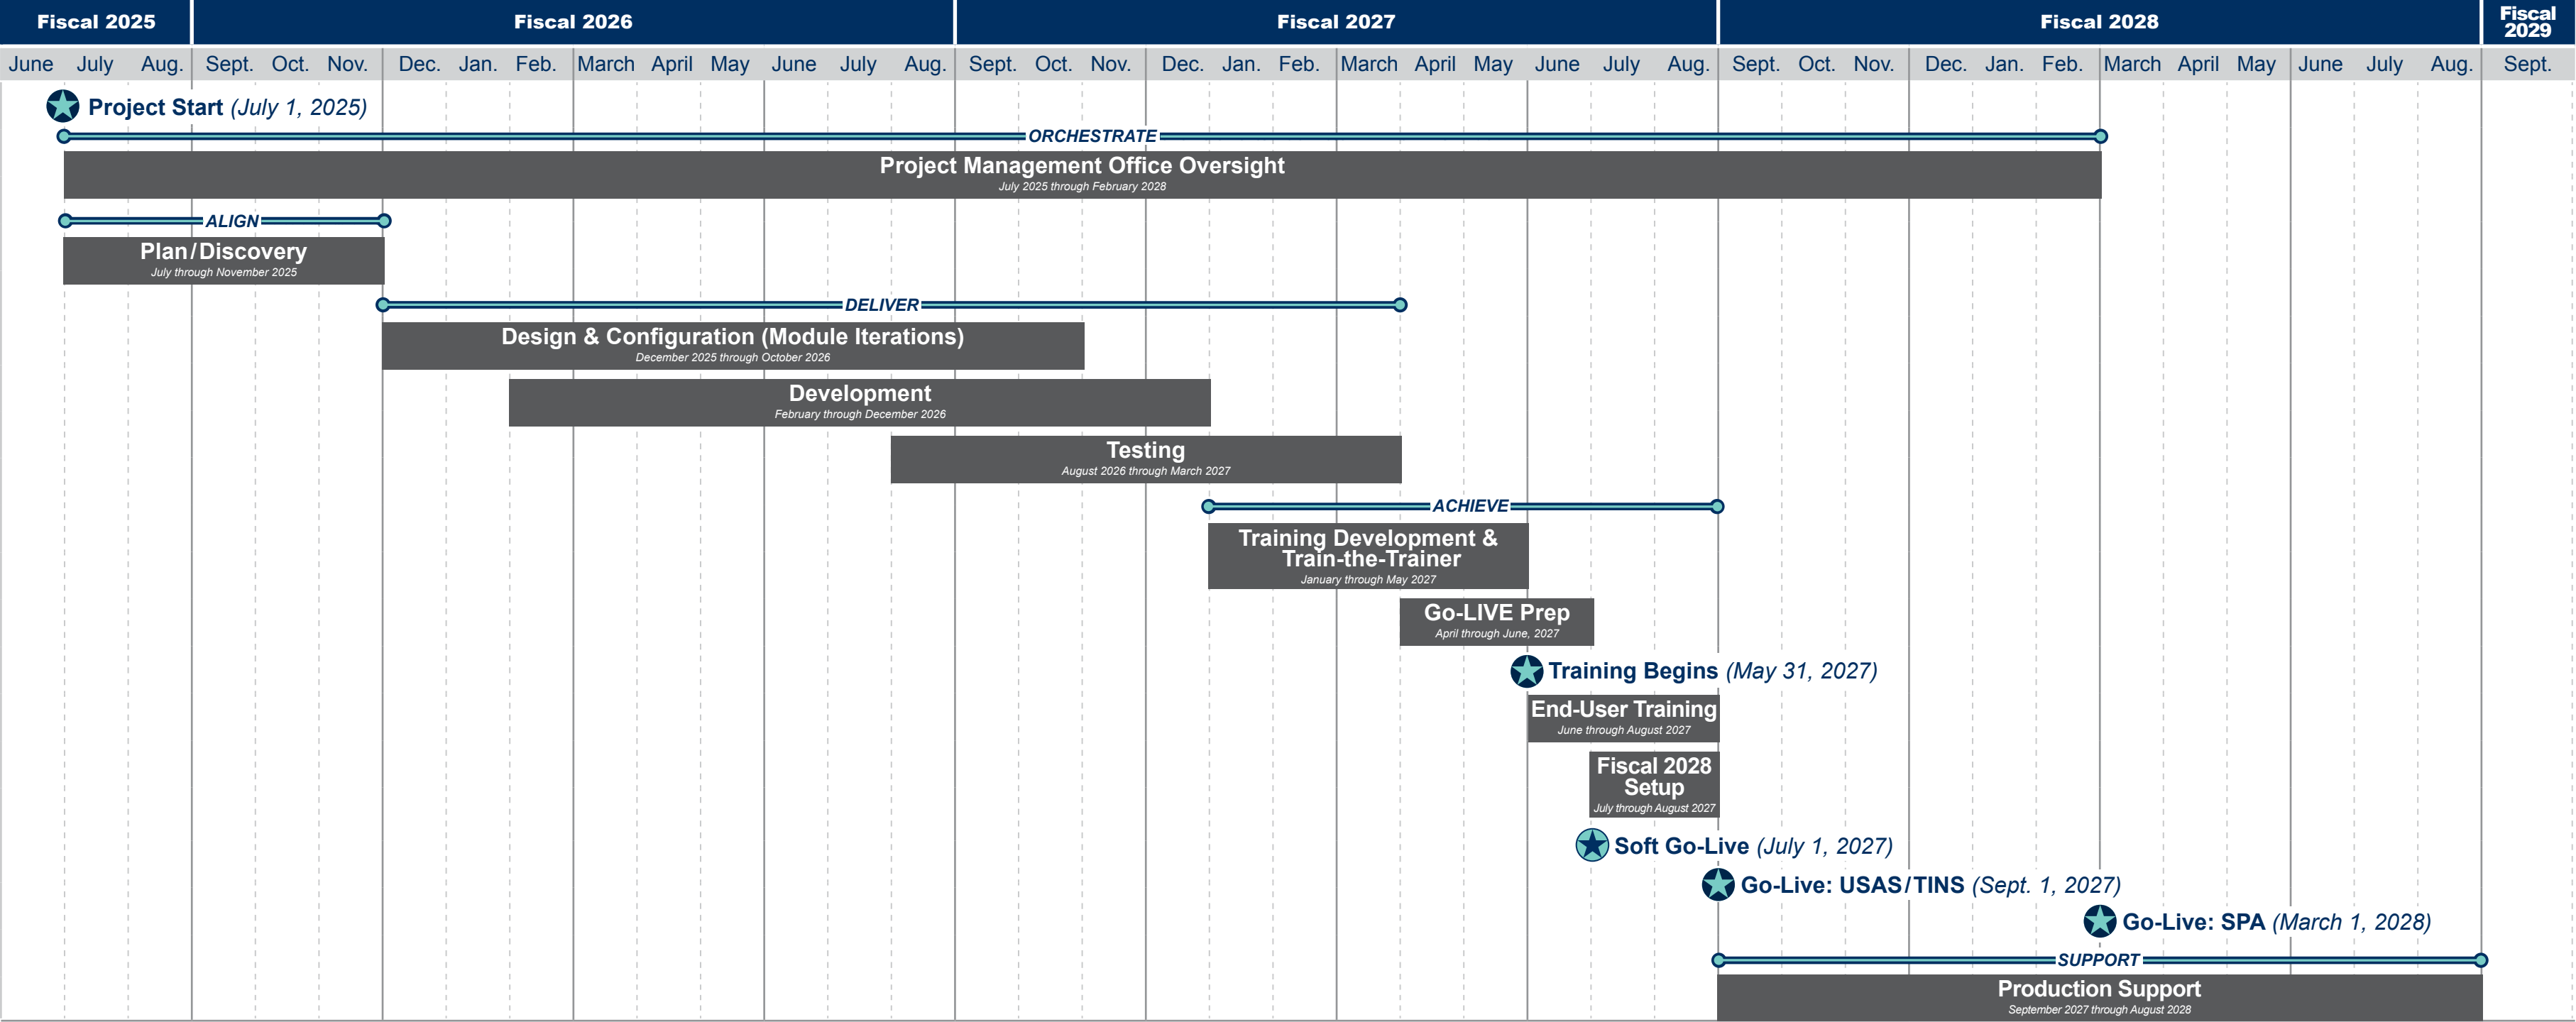 Fiscal 2025 Fiscal 2026 Fiscal 2027 Fiscal 2028 Fiscal
2029
June July Aug. Sept. Oct. Nov. Dec. Jan. Feb. March April May June July Aug. Sept. Oct. Nov. Dec. Jan. Feb. March April May June July Aug. Sept. Oct. Nov. Dec. Jan. Feb. March April May June July Aug. Sept.
Project Start (July 1, 2025)
ORCHESTRATE
Project Management Office Oversight
July 2025 through February 2028
ALIGN
Plan/Discovery
July through November 2025
DELIVER
Design & Configuration (Module Iterations)
December 2025 through October 2026
Development
February through December 2026
Testing
August 2026 through March 2027
ACHIEVE
Training Development &
Train-the-Trainer
January through May 2027
Go-LIVE Prep
April through June, 2027
Training Begins (May 31, 2027)
End-User Training
June through August 2027
Fiscal 2028
Setup
July through August 2027
Soft Go-Live (July 1, 2027)
Go-Live: USAS/TINS (Sept. 1, 2027)
Go-Live: SPA (March 1, 2028)
SUPPORT
Production Support
September 2027 through August 2028